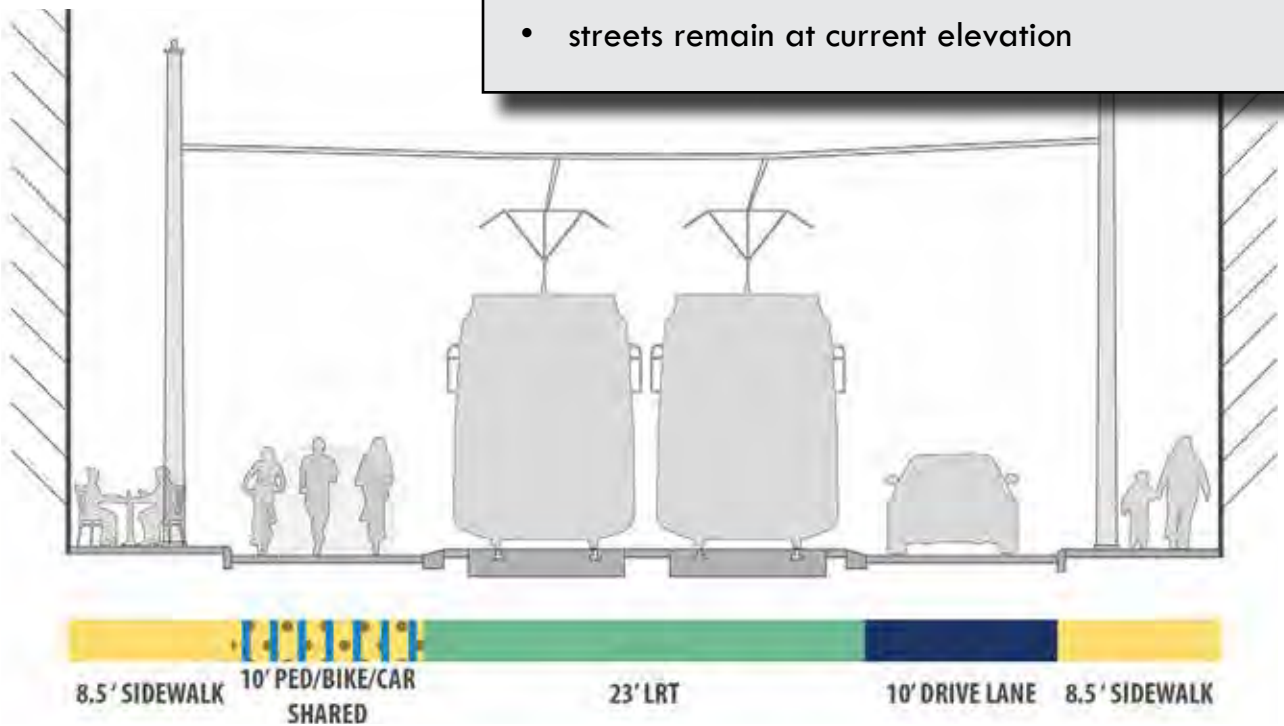 • streets remain at current elevation
8.5' SIDEWALK
10' PED/BIKE/CAR
SHARED
23' LRT
10' DRIVE LANE
8.5' SIDEWALK